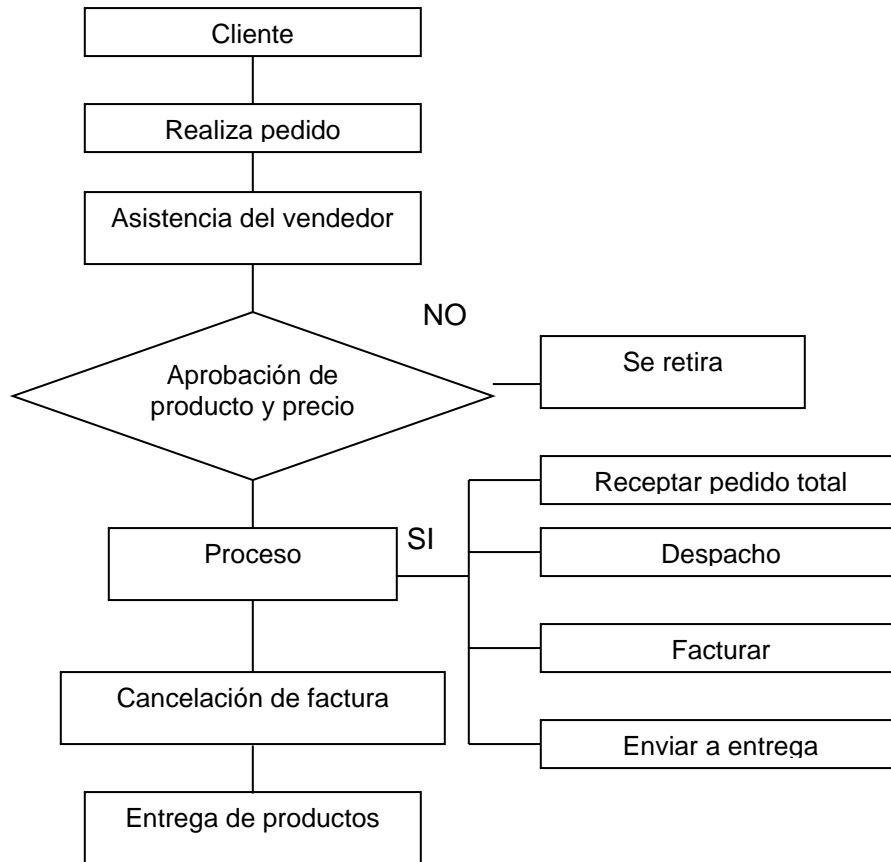 Cliente
Realiza pedido
Asistencia del vendedor
NO
Aprobación de
producto y precio
Se retira
Receptar pedido total
SI
Proceso
Despacho
Facturar
Cancelación de factura
Enviar a entrega
Entrega de productos